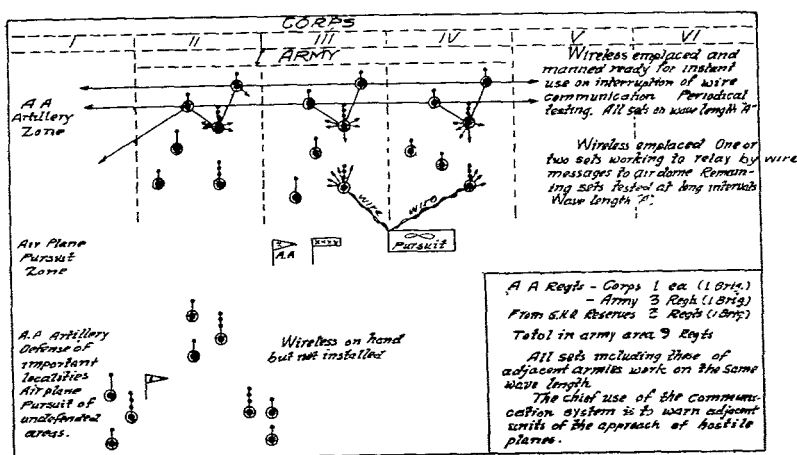 CORPS
I II III IV V VI
ARMY
A A
Artillery
Zone
Wireless emplaced and
manned ready for instant
use on interruption of wire
communication Periodical
testing. All sets on wave length "A"
Wireless emplaced One or
two sets working to relay by wire
messages to airdome Remain-
ing sets tested at long intervals
Wave length "A".
WIRE
WIRE
Pursuit
Air Plane
Pursuit
Zone
A.A
XXXX
A A Regts - Corps 1 ea (1 Brig.)
- Army 3 Regts (1 Brig)
From G.H.Q Reserves 2 Regts (1 Brig)
Total in army area 9 Regts
All sets including those of
adjacent armies work on the same
wave length
The chief use of the communi-
cation system is to warn adjacent
units of the approach of hostile
planes.
A.A Artillery
Defense of
important
localities
Airplane
Pursuit of
undefended
areas.
Wireless on hand
but not installed